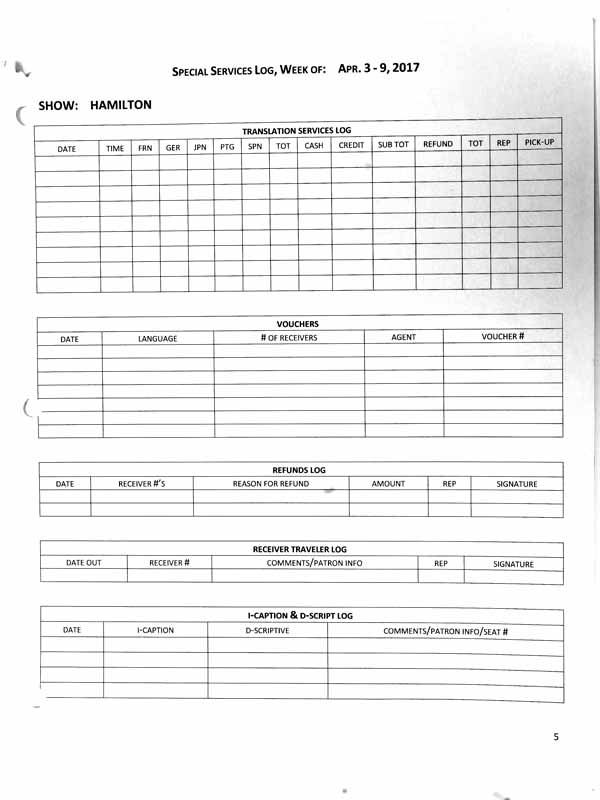 SPECIAL SERVICES LOG, WEEK OF: APR. 3 - 9, 2017
SHOW: HAMILTON
TRANSLATION SERVICES LOG
DATE TIME FRN GER JPN PTG SPN TOT CASH CREDIT SUB TOT REFUND TOT REP PICK-UP
VOUCHERS
DATE LANGUAGE # OF RECEIVERS AGENT VOUCHER #
REFUNDS LOG
DATE RECEIVER #'S REASON FOR REFUND AMOUNT REP SIGNATURE
RECEIVER TRAVELER LOG
DATE OUT RECEIVER # COMMENTS/PATRON INFO REP SIGNATURE
I-CAPTION & D-SCRIPT LOG
DATE I-CAPTION D-SCRIPTIVE COMMENTS/PATRON INFO/SEAT #
5